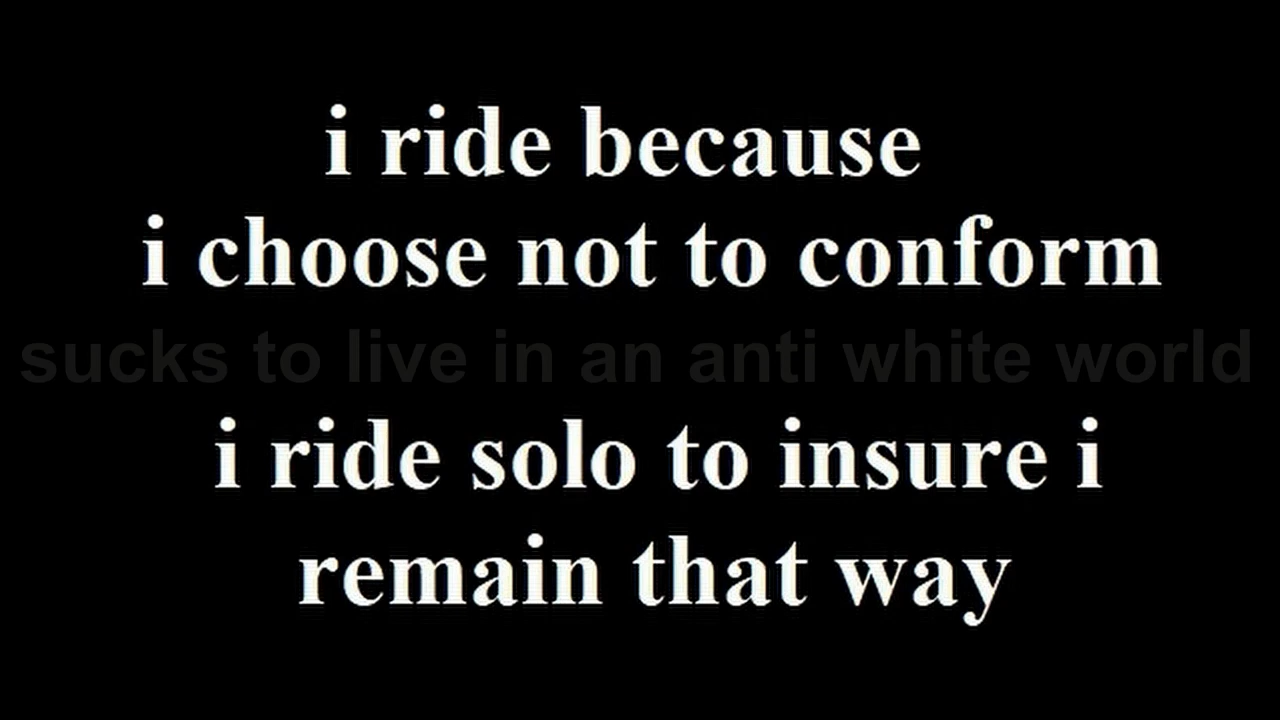 i ride because
i choose not to conform
sucks to live in an anti white world
i ride solo to insure i
remain that way